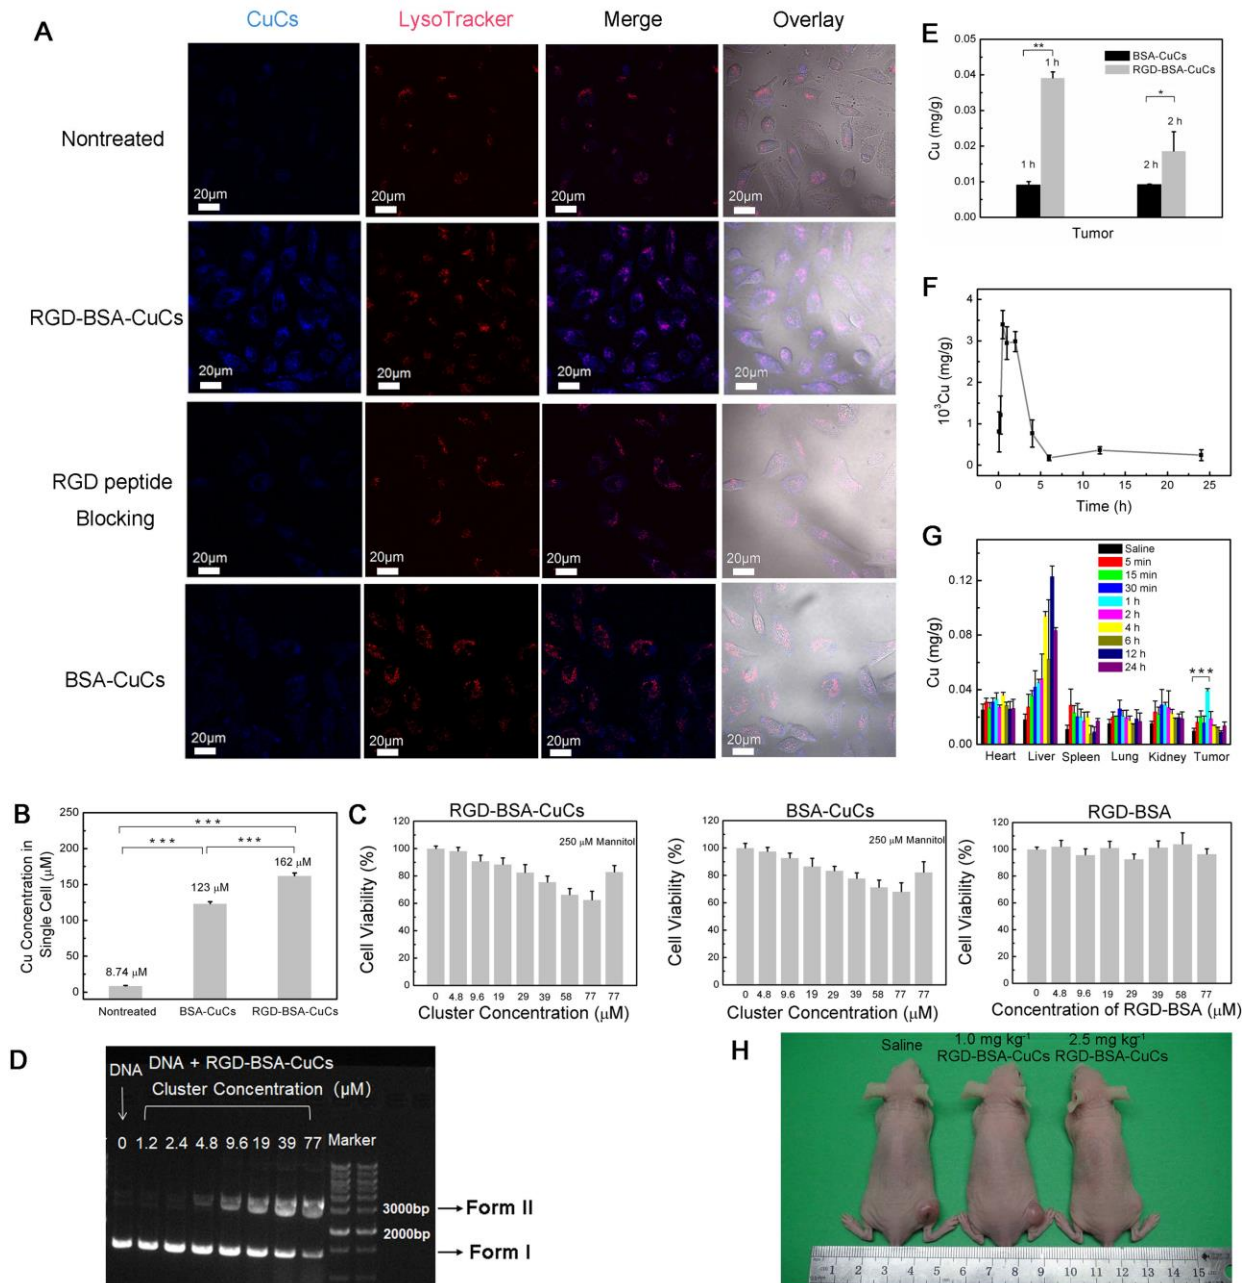 A
CuCs
LysoTracker
Merge
Overlay
Nontreated
20μm
20μm
20μm
20μm
RGD-BSA-CuCs
20μm
20μm
20μm
20μm
RGD peptide
Blocking
20μm
20μm
20μm
20μm
BSA-CuCs
20μm
20μm
20μm
20μm
E
Cu (mg/g)
0.05
0.04
0.03
0.02
0.01
0.00
**
1 h
1 h
*
2 h
2 h
BSA-CuCs
RGD-BSA-CuCs
Tumor
F
10³Cu (mg/g)
4
3
2
1
0
0 5 10 15 20 25
Time (h)
G
Cu (mg/g)
0.12
0.08
0.04
0.00
Saline
5 min
15 min
30 min
1 h
2 h
4 h
6 h
12 h
24 h
***
Heart Liver Spleen Lung Kidney Tumor
B
Cu Concentration in
Single Cell (μM)
250
200
150
100
50
0
***
*** ***
8.74 μM
123 μM
162 μM
Nontreated BSA-CuCs RGD-BSA-CuCs
C
RGD-BSA-CuCs
Cell Viability (%)
120
100
80
60
40
20
0
250 μM Mannitol
0 4.8 9.6 19 29 39 58 77 77
Cluster Concentration (μM)
BSA-CuCs
Cell Viability (%)
120
100
80
60
40
20
0
250 μM Mannitol
0 4.8 9.6 19 29 39 58 77 77
Cluster Concentration (μM)
RGD-BSA
Cell Viability (%)
120
100
80
60
40
20
0
0 4.8 9.6 19 29 39 58 77
Concentration of RGD-BSA (μM)
D
DNA
DNA + RGD-BSA-CuCs
Cluster Concentration (μM)
0 1.2 2.4 4.8 9.6 19 39 77 Marker
3000bp
Form II
2000bp
Form I
H
Saline
1.0 mg kg⁻¹
RGD-BSA-CuCs
2.5 mg kg⁻¹
RGD-BSA-CuCs
1 2 3 4 5 6 7 8 9 10 11 12 13 14 15